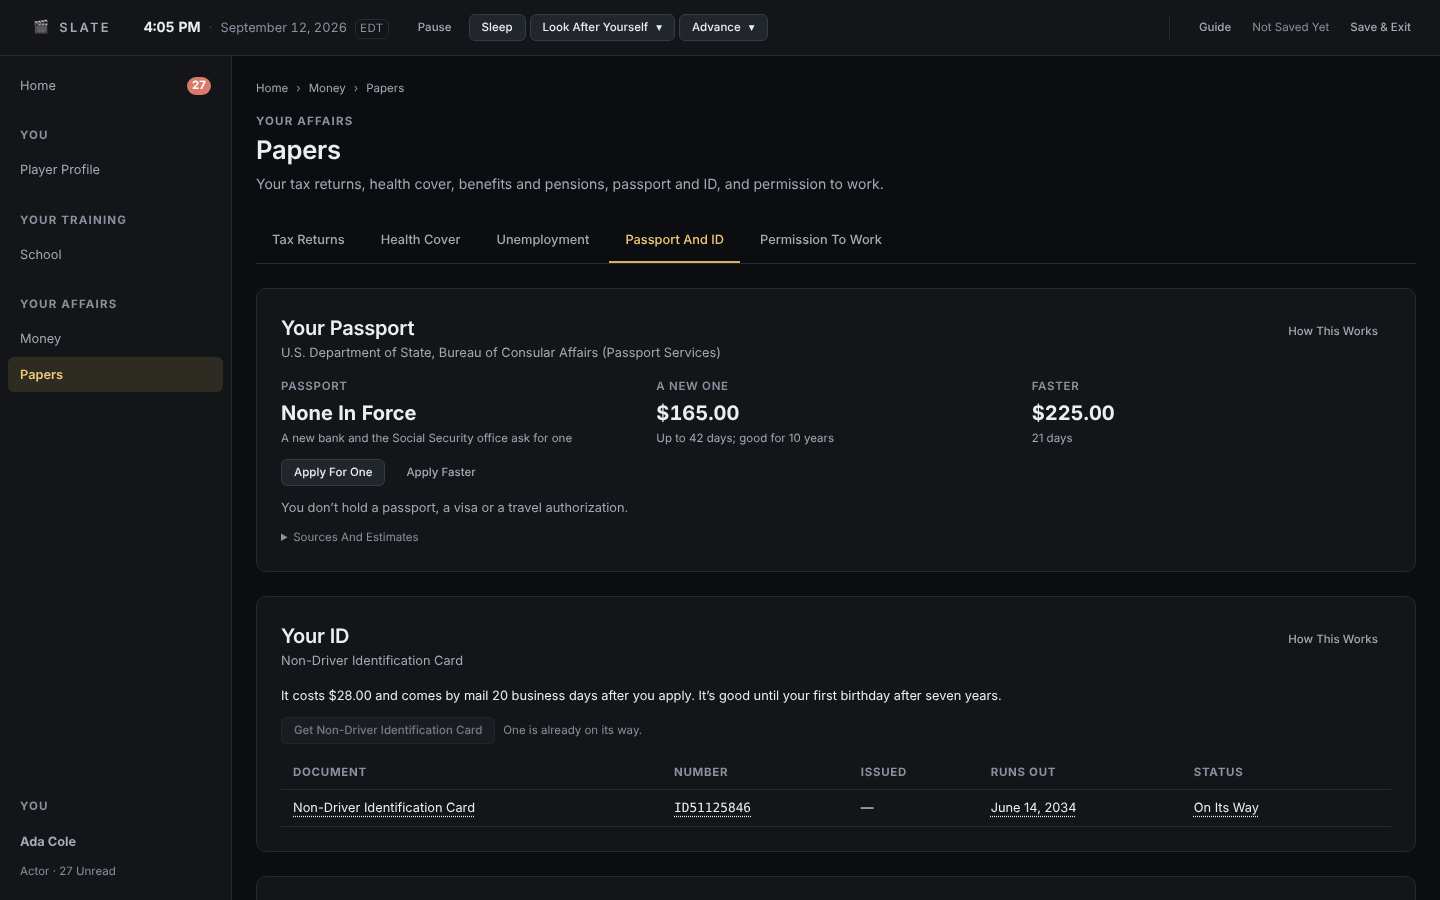 SLATE
4:05 PM · September 12, 2026 EDT
Pause
Sleep
Look After Yourself ▾
Advance ▾
Guide
Not Saved Yet
Save & Exit
Home 27
YOU
Player Profile
YOUR TRAINING
School
YOUR AFFAIRS
Money
Papers
YOU
Ada Cole
Actor · 27 Unread
Home › Money › Papers
YOUR AFFAIRS
Papers
Your tax returns, health cover, benefits and pensions, passport and ID, and permission to work.
Tax Returns
Health Cover
Unemployment
Passport And ID
Permission To Work
Your Passport
How This Works
U.S. Department of State, Bureau of Consular Affairs (Passport Services)
PASSPORT
None In Force
A new bank and the Social Security office ask for one
A NEW ONE
$165.00
Up to 42 days; good for 10 years
FASTER
$225.00
21 days
Apply For One
Apply Faster
You don’t hold a passport, a visa or a travel authorization.
▶ Sources And Estimates
Your ID
How This Works
Non-Driver Identification Card
It costs $28.00 and comes by mail 20 business days after you apply. It’s good until your first birthday after seven years.
Get Non-Driver Identification Card
One is already on its way.
DOCUMENT NUMBER ISSUED RUNS OUT STATUS
Non-Driver Identification Card ID51125846 — June 14, 2034 On Its Way